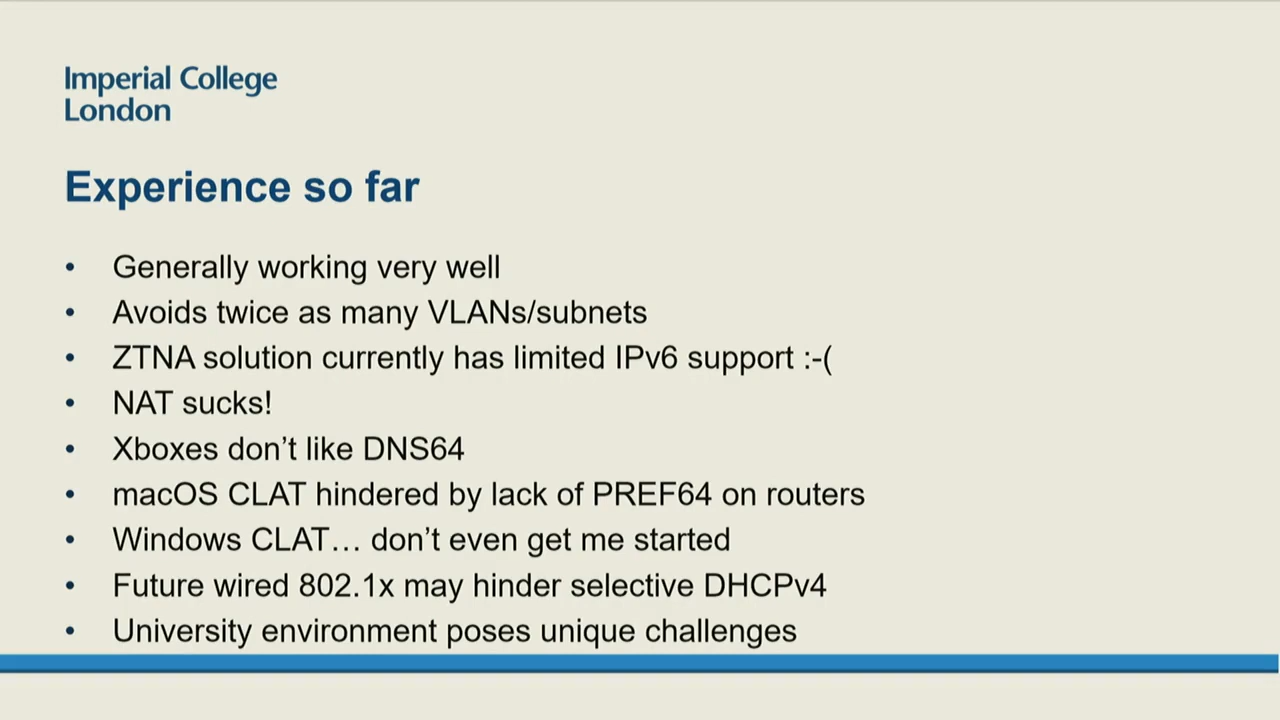 Imperial College
London
Experience so far
• Generally working very well
• Avoids twice as many VLANs/subnets
• ZTNA solution currently has limited IPv6 support :-(
• NAT sucks!
• Xboxes don’t like DNS64
• macOS CLAT hindered by lack of PREF64 on routers
• Windows CLAT… don’t even get me started
• Future wired 802.1x may hinder selective DHCPv4
• University environment poses unique challenges